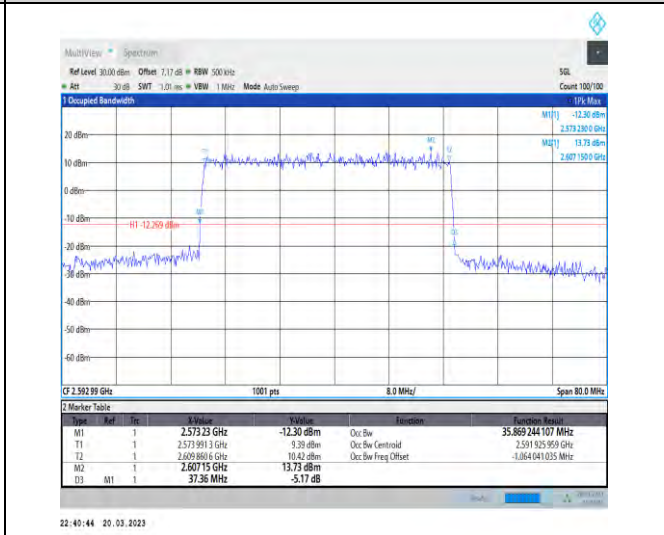 MultiView Spectrum
Ref Level 30.00 dBm Offset 7.17 dB RBW 500 kHz SGL
Att 30 dB SWT 1.01 ms VBW 1 MHz Mode Auto Sweep Count 100/100
1 Occupied Bandwidth 1Pk Max
M1[1] -12.30 dBm
2.573 230 0 GHz
M2[1] 13.73 dBm
2.607 150 0 GHz
20 dBm
M2
T1 T2
10 dBm
0 dBm
M1
-10 dBm
H1 -12.269 dBm
D3
-20 dBm
-30 dBm
-40 dBm
-50 dBm
-60 dBm
CF 2.592 99 GHz 1001 pts 8.0 MHz/ Span 80.0 MHz
2 Marker Table
Type Ref Trc X-Value Y-Value Function Function Result
M1 1 2.573 23 GHz -12.30 dBm Occ Bw 35.869 244 107 MHz
T1 1 2.573 991 3 GHz 9.39 dBm Occ Bw Centroid 2.591 925 959 GHz
T2 1 2.609 860 6 GHz 10.42 dBm Occ Bw Freq Offset -1.064 041 035 MHz
M2 1 2.607 15 GHz 13.73 dBm
D3 M1 1 37.36 MHz -5.17 dB
22:40:44 20.03.2023